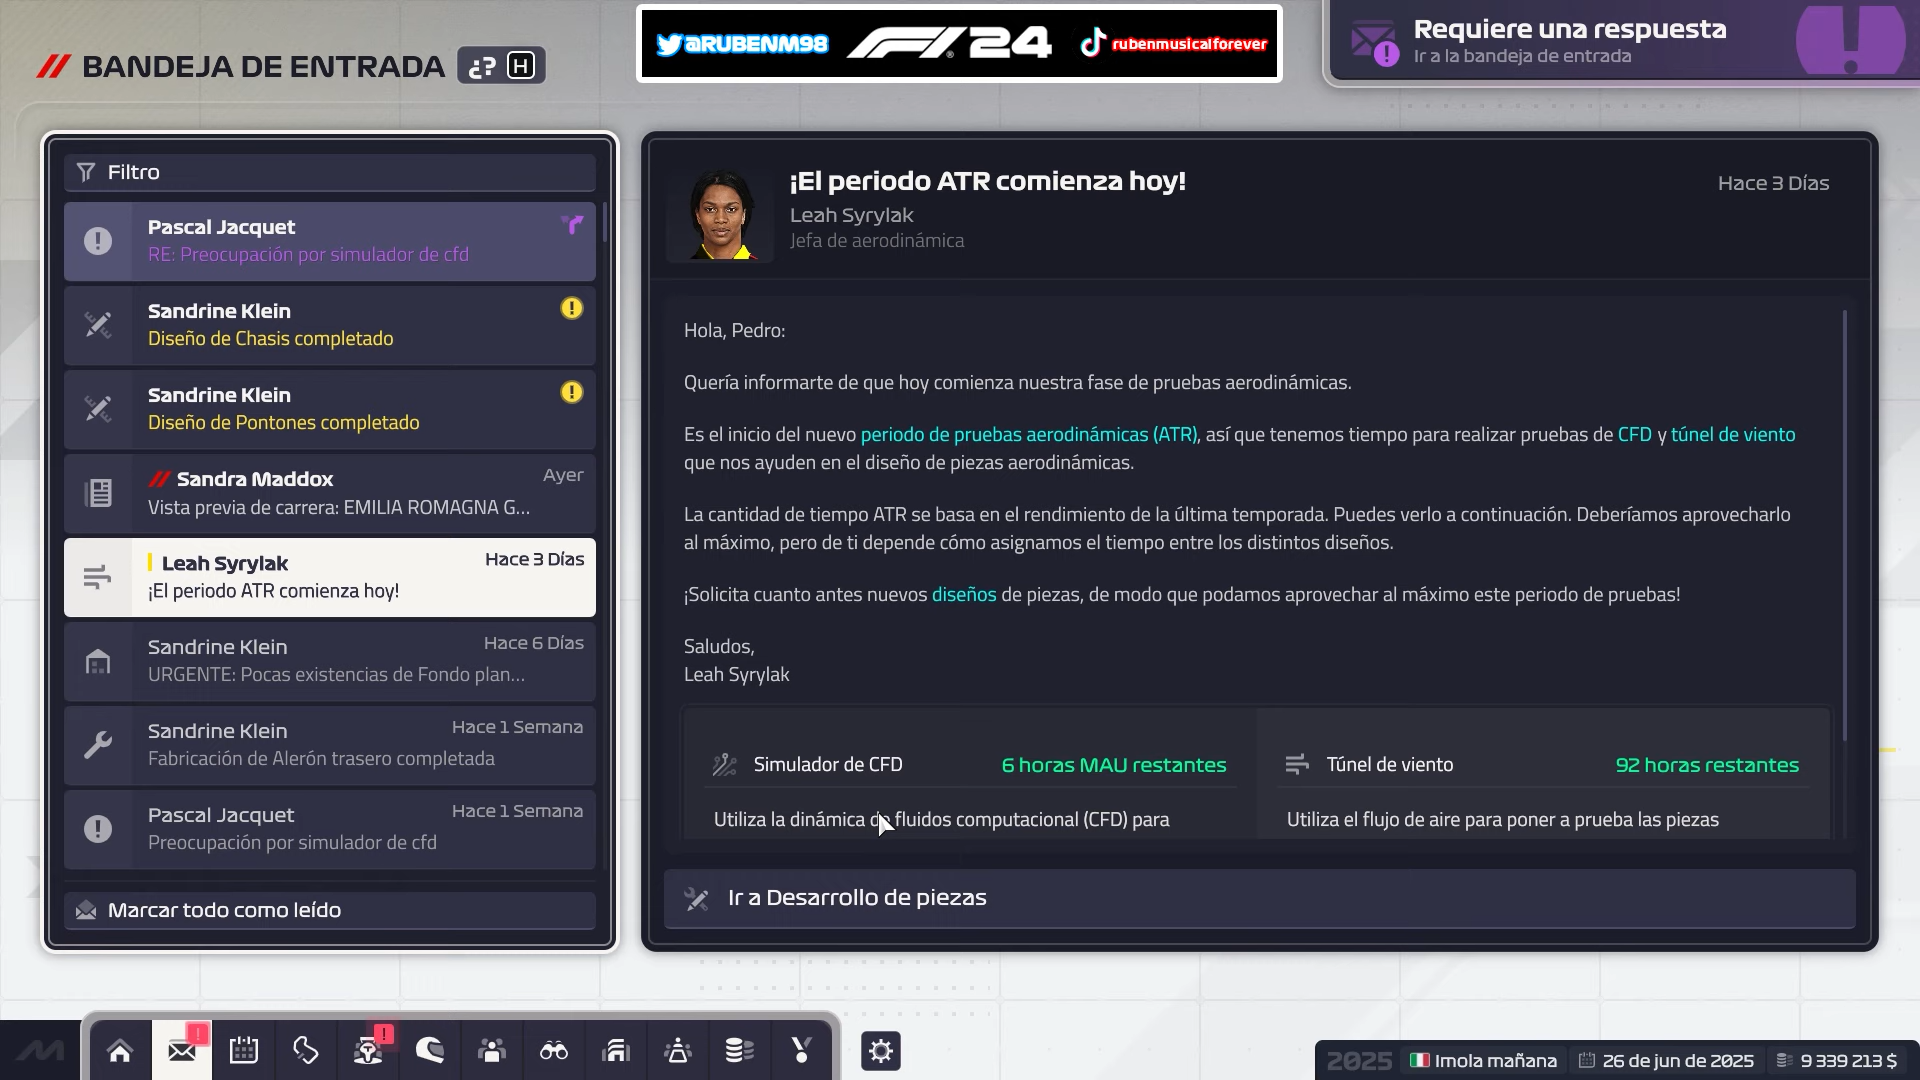 BANDEJA DE ENTRADA ¿? H
@RUBENM98 F1 24 rubenmusicalforever
Requiere una respuesta
Ir a la bandeja de entrada
Filtro
Pascal Jacquet
RE: Preocupación por simulador de cfd
Sandrine Klein
Diseño de Chasis completado
Sandrine Klein
Diseño de Pontones completado
Sandra Maddox Ayer
Vista previa de carrera: EMILIA ROMAGNA G...
Leah Syrylak Hace 3 Días
¡El periodo ATR comienza hoy!
Sandrine Klein Hace 6 Días
URGENTE: Pocas existencias de Fondo plan...
Sandrine Klein Hace 1 Semana
Fabricación de Alerón trasero completada
Pascal Jacquet Hace 1 Semana
Preocupación por simulador de cfd
Marcar todo como leído
¡El periodo ATR comienza hoy! Hace 3 Días
Leah Syrylak
Jefa de aerodinámica
Hola, Pedro:
Quería informarte de que hoy comienza nuestra fase de pruebas aerodinámicas.
Es el inicio del nuevo periodo de pruebas aerodinámicas (ATR), así que tenemos tiempo para realizar pruebas de CFD y túnel de viento
que nos ayuden en el diseño de piezas aerodinámicas.
La cantidad de tiempo ATR se basa en el rendimiento de la última temporada. Puedes verlo a continuación. Deberíamos aprovecharlo
al máximo, pero de ti depende cómo asignamos el tiempo entre los distintos diseños.
¡Solicita cuanto antes nuevos diseños de piezas, de modo que podamos aprovechar al máximo este periodo de pruebas!
Saludos,
Leah Syrylak
Simulador de CFD 6 horas MAU restantes
Utiliza la dinámica de fluidos computacional (CFD) para
Túnel de viento 92 horas restantes
Utiliza el flujo de aire para poner a prueba las piezas
Ir a Desarrollo de piezas
2025 Imola mañana 26 de jun de 2025 9 339 213 $